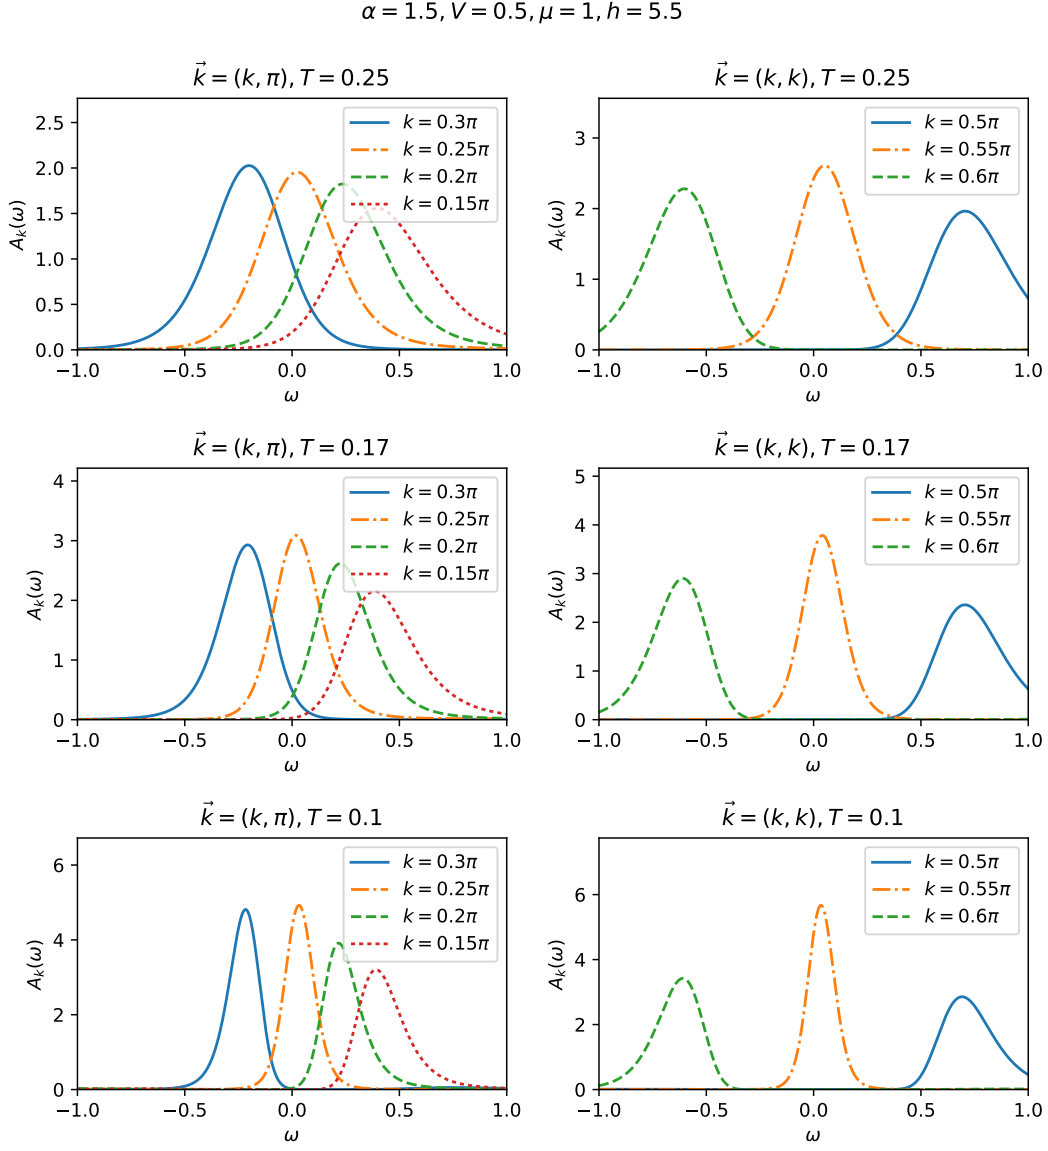 α = 1.5, V = 0.5, μ = 1, h = 5.5
k⃗ = (k, π), T = 0.25
A_k(ω)
2.5
2.0
1.5
1.0
0.5
0.0
−1.0 −0.5 0.0 0.5 1.0
ω
k = 0.3π
k = 0.25π
k = 0.2π
k = 0.15π
k⃗ = (k, k), T = 0.25
A_k(ω)
3
2
1
0
−1.0 −0.5 0.0 0.5 1.0
ω
k = 0.5π
k = 0.55π
k = 0.6π
k⃗ = (k, π), T = 0.17
A_k(ω)
4
3
2
1
0
−1.0 −0.5 0.0 0.5 1.0
ω
k = 0.3π
k = 0.25π
k = 0.2π
k = 0.15π
k⃗ = (k, k), T = 0.17
A_k(ω)
5
4
3
2
1
0
−1.0 −0.5 0.0 0.5 1.0
ω
k = 0.5π
k = 0.55π
k = 0.6π
k⃗ = (k, π), T = 0.1
A_k(ω)
6
4
2
0
−1.0 −0.5 0.0 0.5 1.0
ω
k = 0.3π
k = 0.25π
k = 0.2π
k = 0.15π
k⃗ = (k, k), T = 0.1
A_k(ω)
6
4
2
0
−1.0 −0.5 0.0 0.5 1.0
ω
k = 0.5π
k = 0.55π
k = 0.6π